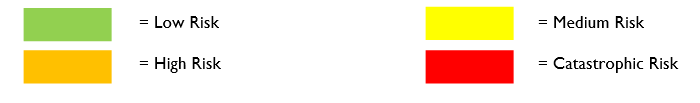 = Low Risk
= Medium Risk
= High Risk
= Catastrophic Risk